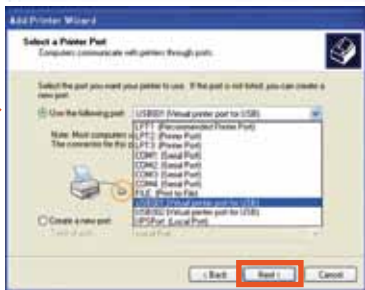 Add Printer Wizard
Select a Printer Port
Computers communicate with printers through ports.
Select the port you want your printer to use. If the port is not listed, you can create a
new port.
Use the following port: USB001 (Virtual printer port for USB)
LPT1: (Recommended Printer Port)
Note: Most computers LPT2: (Printer Port)
The connector for this LPT3: (Printer Port)
COM1: (Serial Port)
COM2: (Serial Port)
COM3: (Serial Port)
COM4: (Serial Port)
FILE: (Print to File)
USB001 (Virtual printer port for USB)
USB002 (Virtual printer port for USB)
Create a new port:
Type of port: Local Port
< Back Next > Cancel